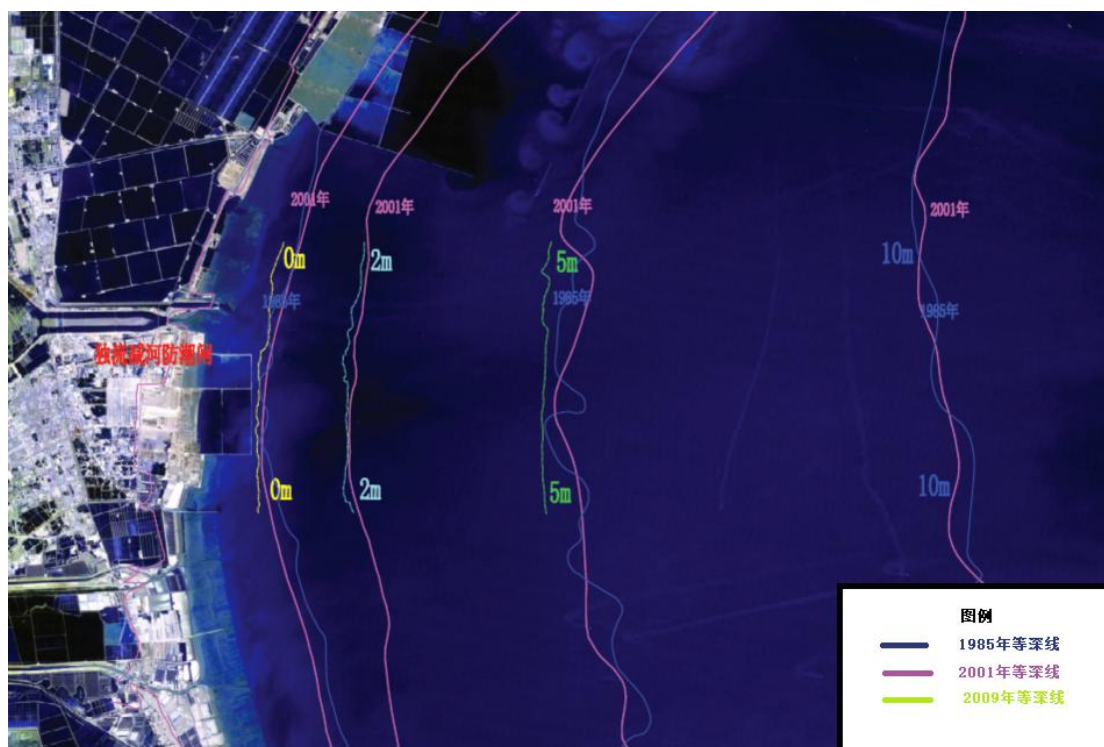 2001年
2001年
2001年
2001年
0m
2m
5m
10m
1985年
1985年
1985年
独流减河防潮闸
0m
2m
5m
10m
图例
1985年等深线
2001年等深线
2009年等深线